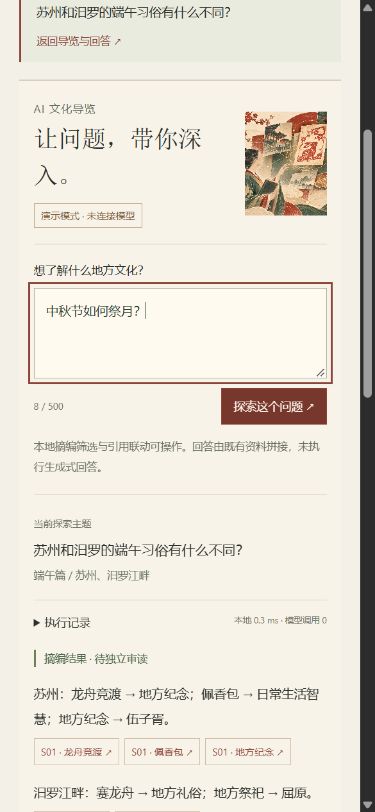 苏州和汨罗的端午习俗有什么不同？
返回导览与回答 ↗
AI 文化导览
让问题，带你深
入。
演示模式 · 未连接模型
想了解什么地方文化？
中秋节如何祭月？
8 / 500
探索这个问题 ↗
本地摘编筛选与引用联动可操作。回答由既有资料拼接，未执
行生成式回答。
当前探索主题
苏州和汨罗的端午习俗有什么不同？
端午篇 / 苏州、汨罗江畔
▶ 执行记录
本地 0.3 ms · 模型调用 0
摘编结果 · 待独立审读
苏州：龙舟竞渡 → 地方纪念；佩香包 → 日常生活智
慧；地方纪念 → 伍子胥。
S01 · 龙舟竞渡 ↗
S01 · 佩香包 ↗
S01 · 地方纪念 ↗
汨罗江畔：赛龙舟 → 地方礼俗；地方祭祀 → 屈原。